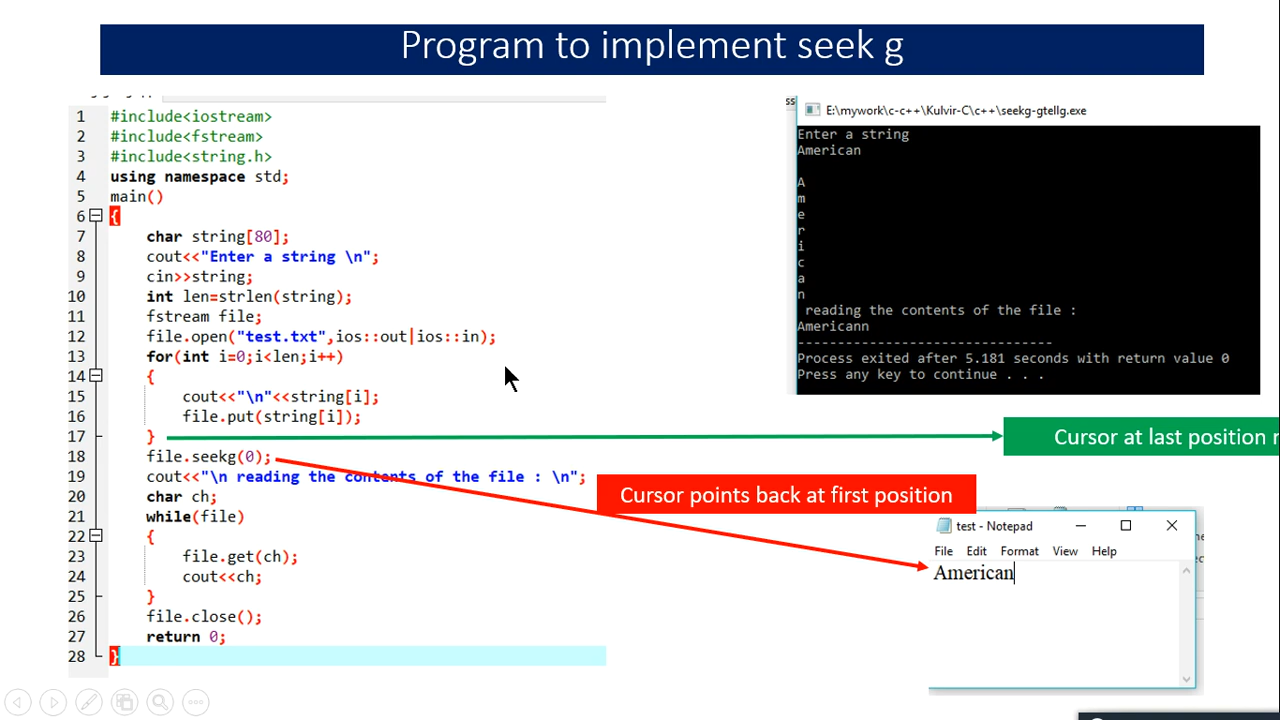 Program to implement seek g
1 #include<iostream>
2 #include<fstream>
3 #include<string.h>
4 using namespace std;
5 main()
6 {
7 char string[80];
8 cout<<"Enter a string \n";
9 cin>>string;
10 int len=strlen(string);
11 fstream file;
12 file.open("test.txt",ios::out|ios::in);
13 for(int i=0;i<len;i++)
14 {
15 cout<<"\n"<<string[i];
16 file.put(string[i]);
17 }
18 file.seekg(0);
19 cout<<"\n reading the contents of the file : \n";
20 char ch;
21 while(file)
22 {
23 file.get(ch);
24 cout<<ch;
25 }
26 file.close();
27 return 0;
28 }
E:\mywork\c-c++\Kulvir-C\c++\seekg-gtellg.exe
Enter a string
American
A
m
e
r
i
c
a
n
reading the contents of the file :
Americann
--------------------------------
Process exited after 5.181 seconds with return value 0
Press any key to continue . . .
Cursor at last position
Cursor points back at first position
test - Notepad
File Edit Format View Help
American